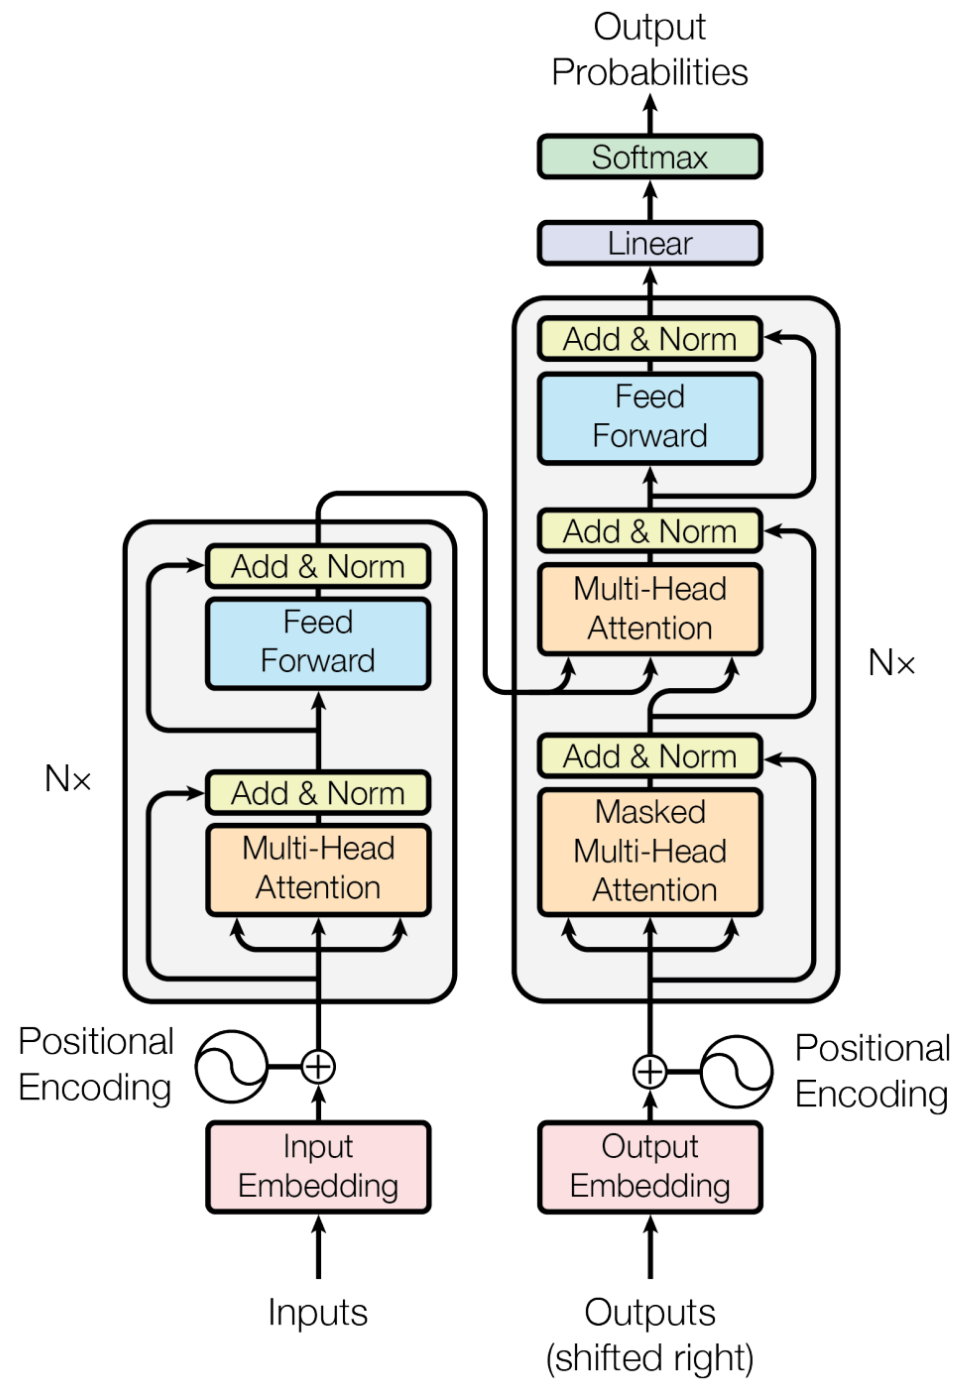 Output
Probabilities
Softmax
Linear
Add & Norm
Feed
Forward
Add & Norm
Multi-Head
Attention
Add & Norm
Masked
Multi-Head
Attention
N×
Add & Norm
Feed
Forward
Add & Norm
Multi-Head
Attention
N×
Positional
Encoding
Positional
Encoding
Input
Embedding
Output
Embedding
Inputs
Outputs
(shifted right)